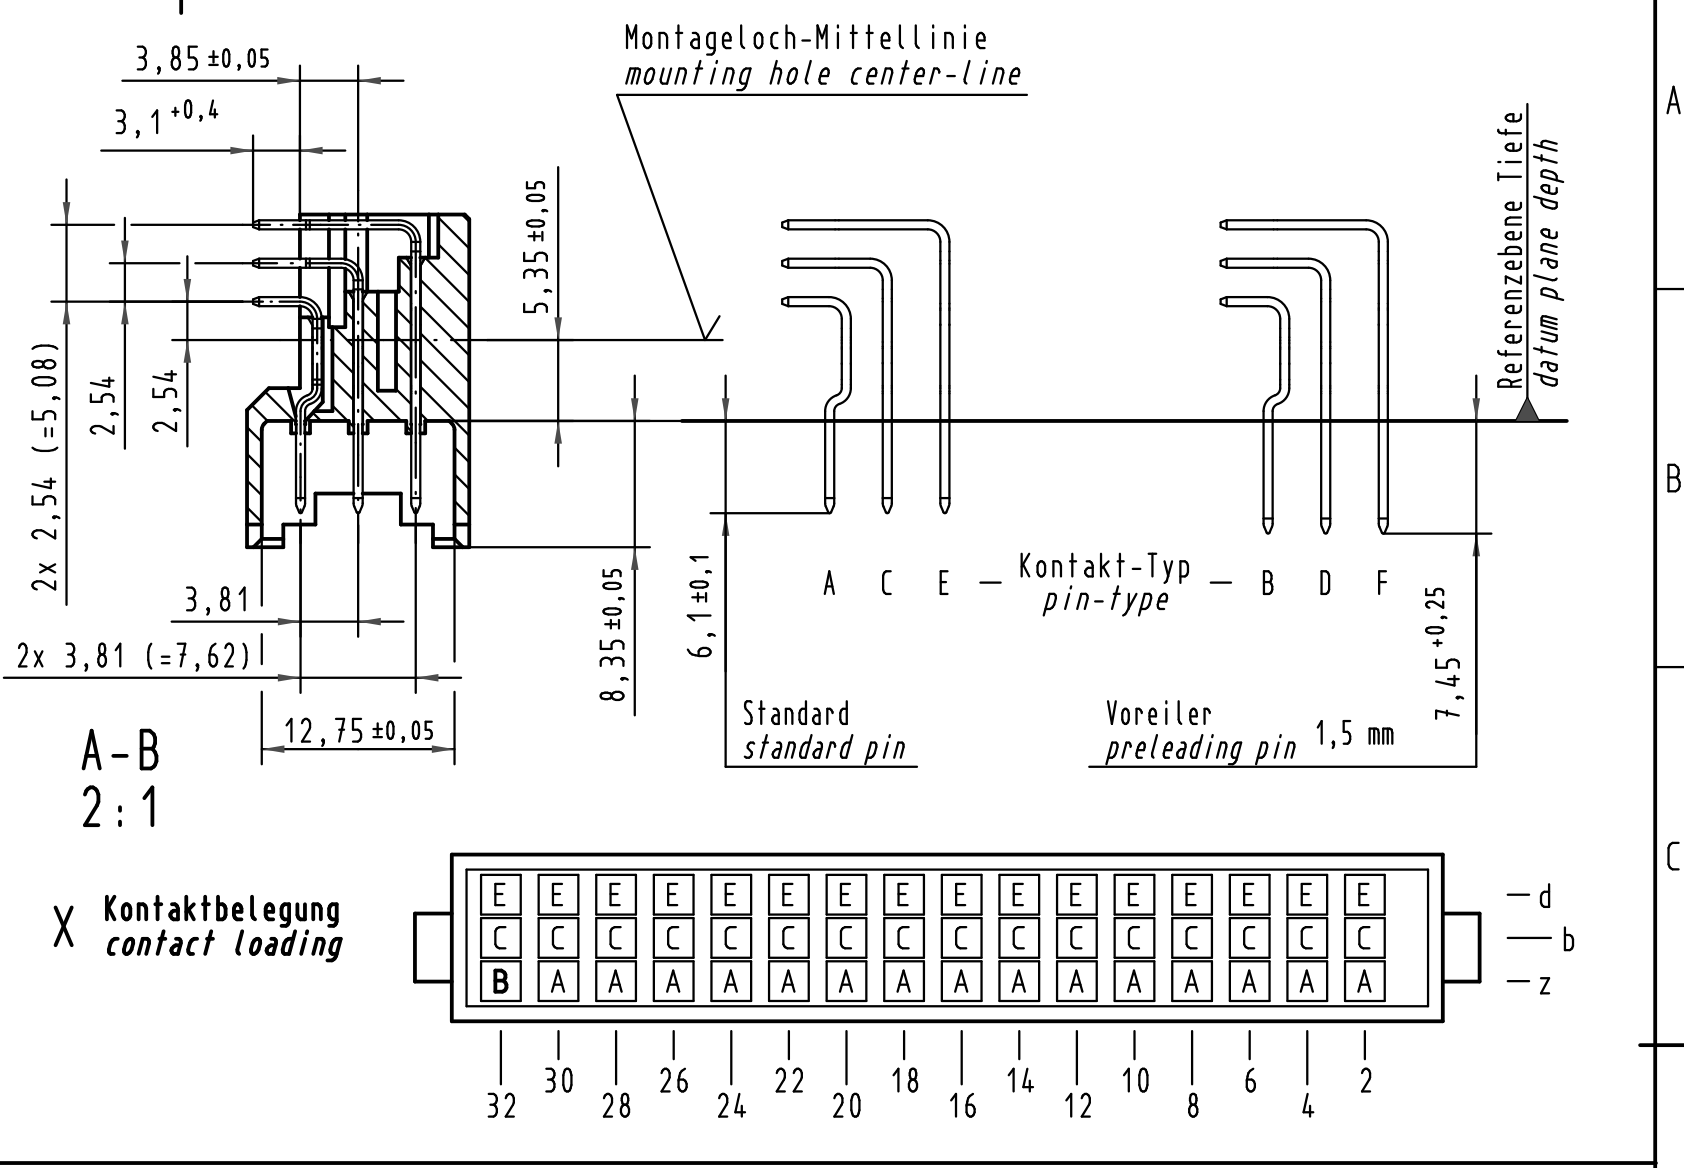 3,85 ±0,05
3,1 +0,4
Montageloch-Mittellinie
mounting hole center-line
5,35 ±0,05
Referenzebene Tiefe
datum plane depth
A
B
C
2x 2,54 (=5,08)
2,54
2,54
3,81
2x 3,81 (=7,62)
12,75 ±0,05
8,35 ±0,05
6,1 ±0,1
7,45 +0,25
A C E — Kontakt-Typ — B D F
pin-type
Standard
standard pin
Voreiler
preleading pin 1,5 mm
A-B
2:1
X Kontaktbelegung
contact loading
E E E E E E E E E E E E E E E E d
C C C C C C C C C C C C C C C C b
B A A A A A A A A A A A A A A A z
30 26 22 18 14 10 6 2
32 28 24 20 16 12 8 4